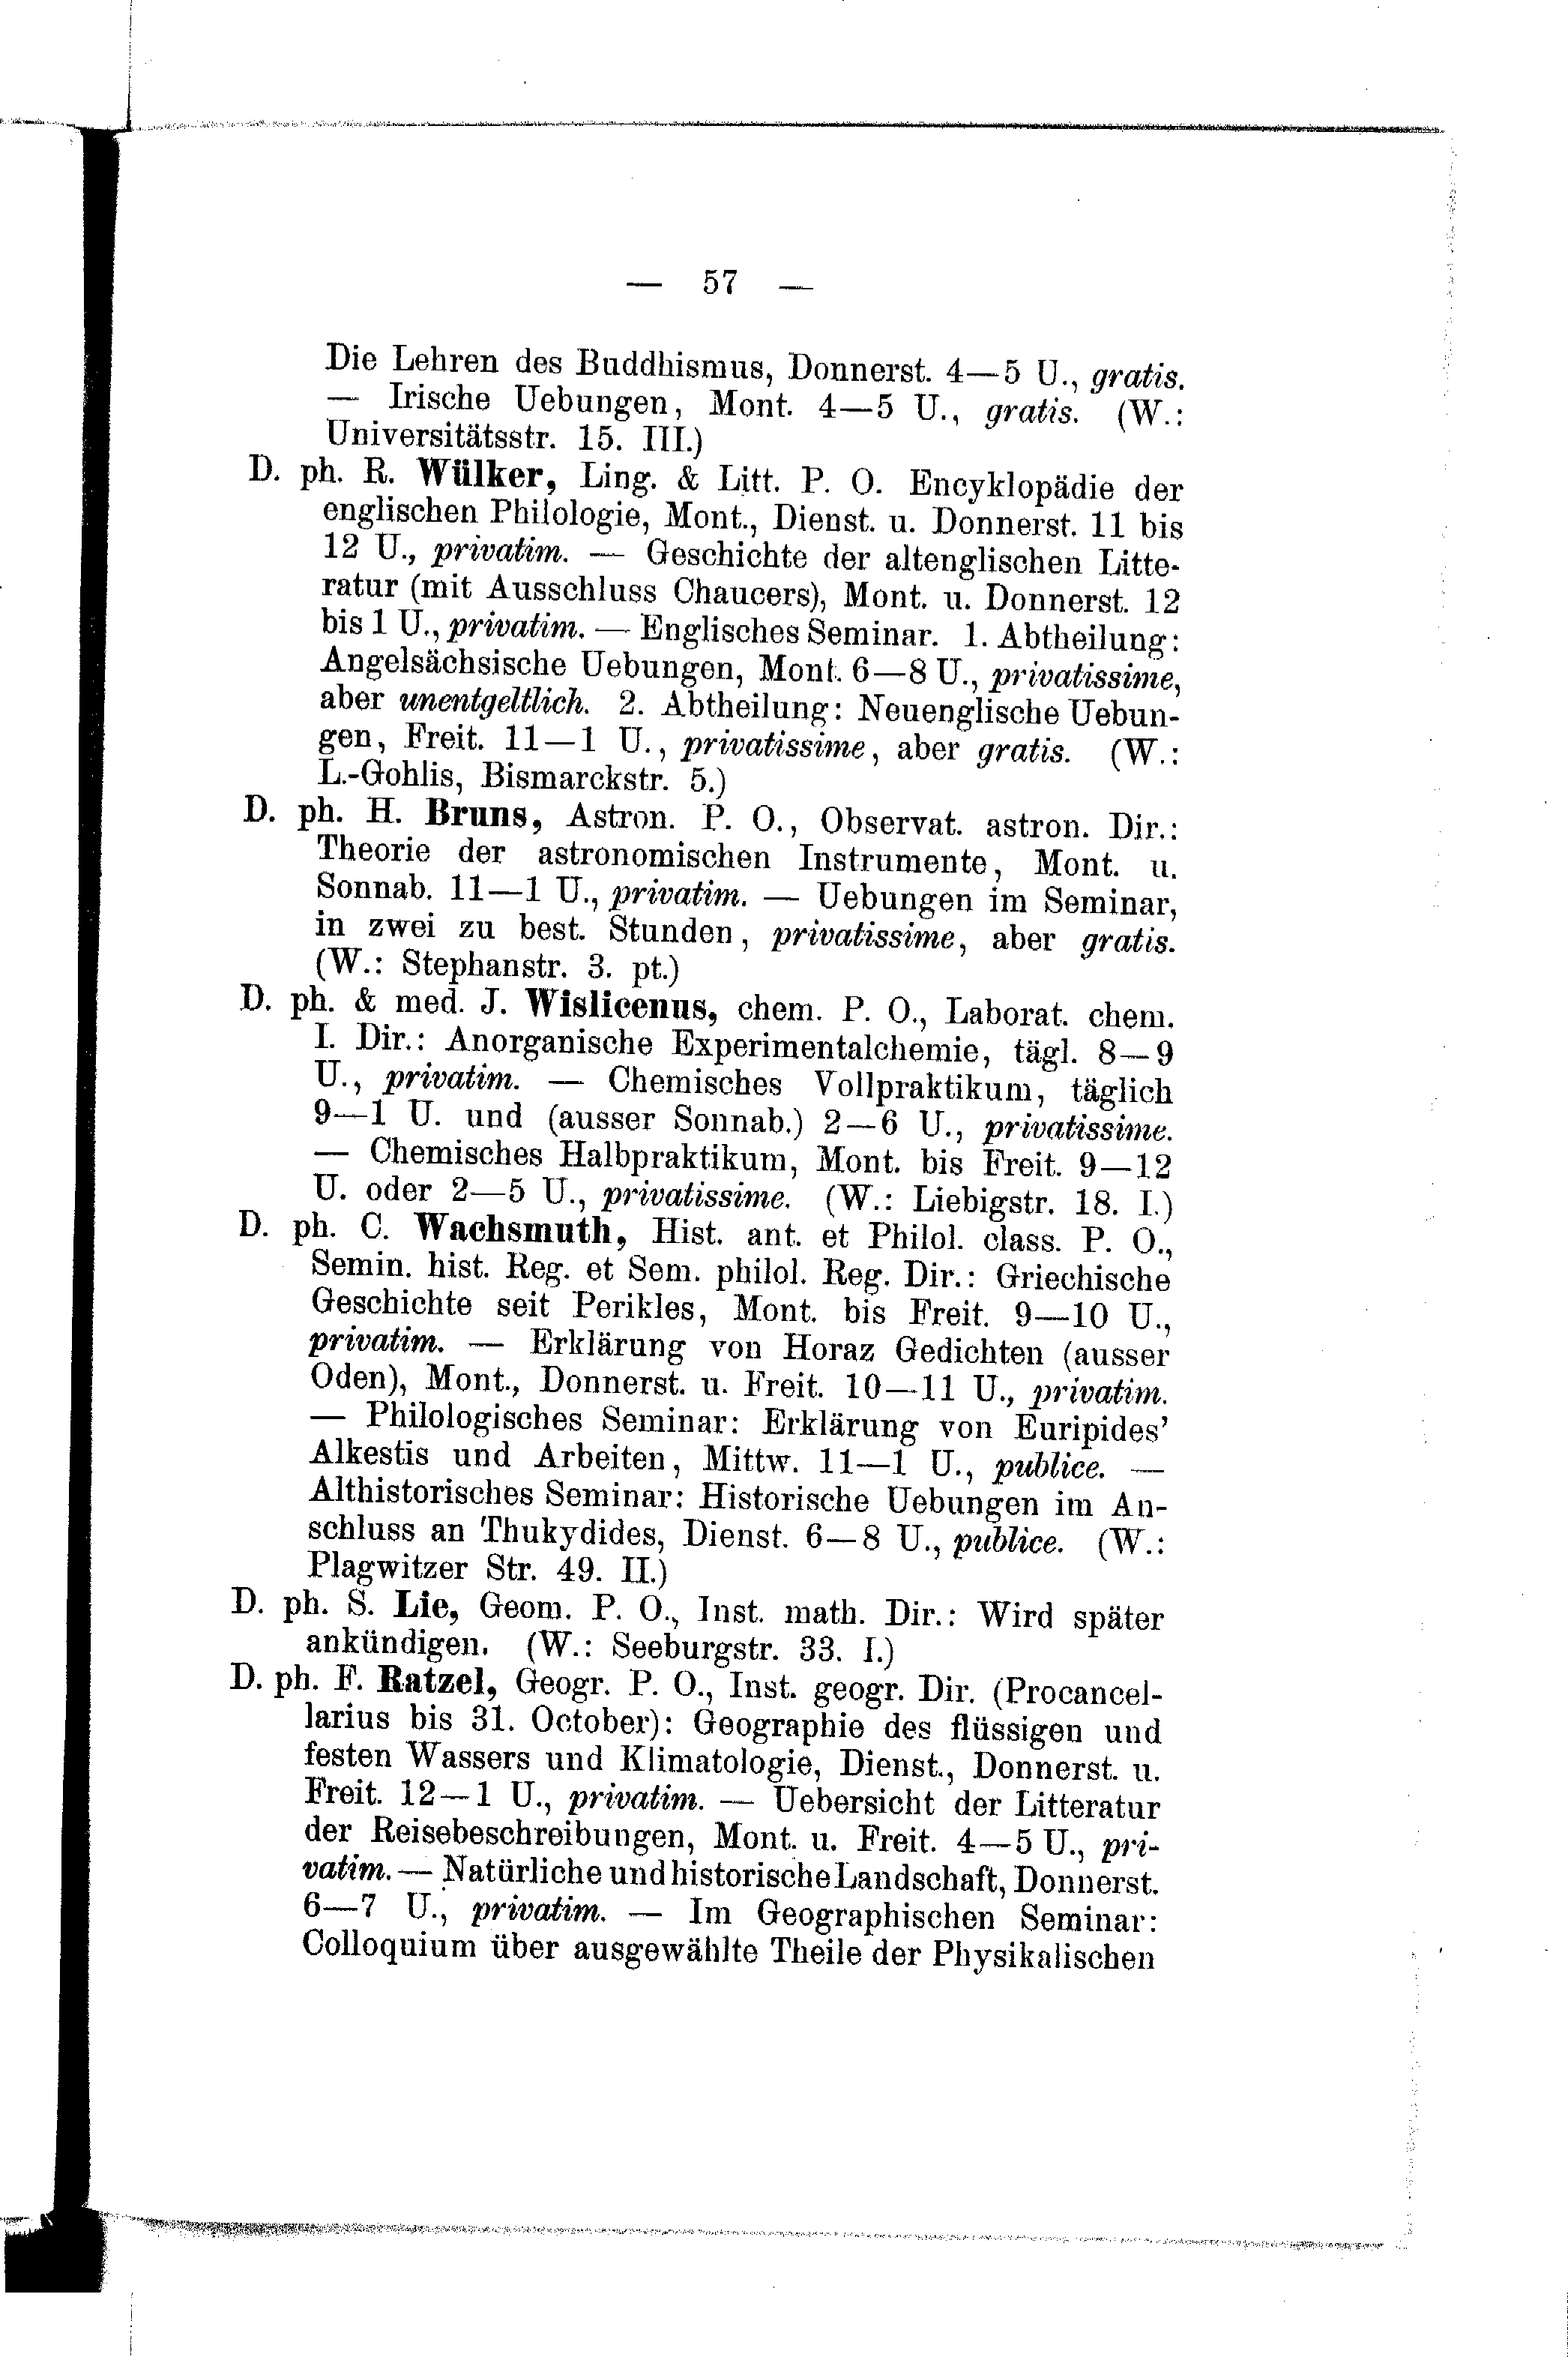 — 57 —
Die Lehren des Buddhismus, Donnerst. 4—5 U., gratis.
— Irische Uebungen, Mont. 4—5 U., gratis. (W.:
Universitätsstr. 15. III.)
D. ph. R. Wülker, Ling. & Litt. P. O. Encyklopädie der
englischen Philologie, Mont., Dienst. u. Donnerst. 11 bis
12 U., privatim. — Geschichte der altenglischen Litte-
ratur (mit Ausschluss Chaucers), Mont. u. Donnerst. 12
bis 1 U., privatim. — Englisches Seminar. 1. Abtheilung:
Angelsächsische Uebungen, Mont. 6—8 U., privatissime,
aber unentgeltlich. 2. Abtheilung: Neuenglische Uebun-
gen, Freit. 11—1 U., privatissime, aber gratis. (W.:
L.-Gohlis, Bismarckstr. 5.)
D. ph. H. Bruns, Astron. P. O., Observat. astron. Dir.:
Theorie der astronomischen Instrumente, Mont. u.
Sonnab. 11—1 U., privatim. — Uebungen im Seminar,
in zwei zu best. Stunden, privatissime, aber gratis.
(W.: Stephanstr. 3. pt.)
D. ph. & med. J. Wislicenus, chem. P. O., Laborat. chem.
I. Dir.: Anorganische Experimentalchemie, tägl. 8—9
U., privatim. — Chemisches Vollpraktikum, täglich
9—1 U. und (ausser Sonnab.) 2—6 U., privatissime.
— Chemisches Halbpraktikum, Mont. bis Freit. 9—12
U. oder 2—5 U., privatissime. (W.: Liebigstr. 18. I.)
D. ph. C. Wachsmuth, Hist. ant. et Philol. class. P. O.,
Semin. hist. Reg. et Sem. philol. Reg. Dir.: Griechische
Geschichte seit Perikles, Mont. bis Freit. 9—10 U.,
privatim. — Erklärung von Horaz Gedichten (ausser
Oden), Mont., Donnerst. u. Freit. 10—11 U., privatim.
— Philologisches Seminar: Erklärung von Euripides'
Alkestis und Arbeiten, Mittw. 11—1 U., publice. —
Althistorisches Seminar: Historische Uebungen im An-
schluss an Thukydides, Dienst. 6—8 U., publice. (W.:
Plagwitzer Str. 49. II.)
D. ph. S. Lie, Geom. P. O., Inst. math. Dir.: Wird später
ankündigen. (W.: Seeburgstr. 33. I.)
D. ph. F. Ratzel, Geogr. P. O., Inst. geogr. Dir. (Procancel-
larius bis 31. October): Geographie des flüssigen und
festen Wassers und Klimatologie, Dienst., Donnerst. u.
Freit. 12—1 U., privatim. — Uebersicht der Litteratur
der Reisebeschreibungen, Mont. u. Freit. 4—5 U., pri-
vatim. — Natürliche und historische Landschaft, Donnerst.
6—7 U., privatim. — Im Geographischen Seminar:
Colloquium über ausgewählte Theile der Physikalischen